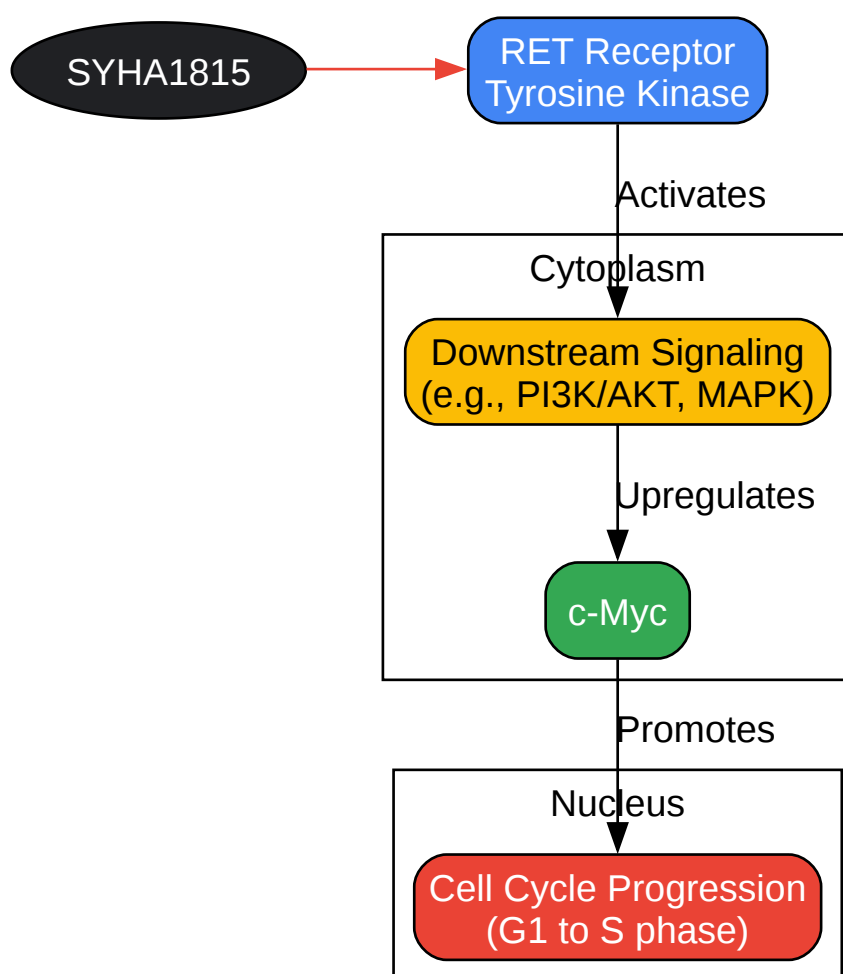 SYHA1815
RET Receptor
Tyrosine Kinase
Activates
Cytoplasm
Downstream Signaling
(e.g., PI3K/AKT, MAPK)
Upregulates
c-Myc
Promotes
Nucleus
Cell Cycle Progression
(G1 to S phase)